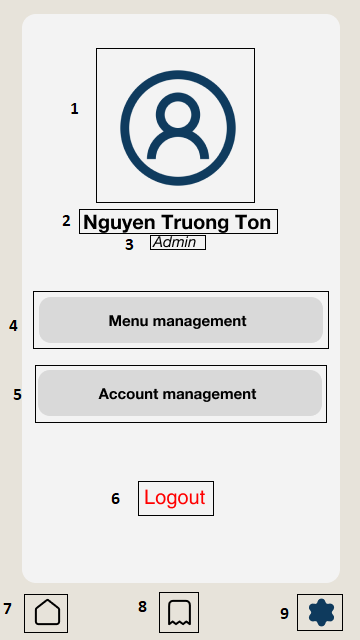 1
2 Nguyen Truong Ton
3 Admin
4 Menu management
5 Account management
6 Logout
7 8 9